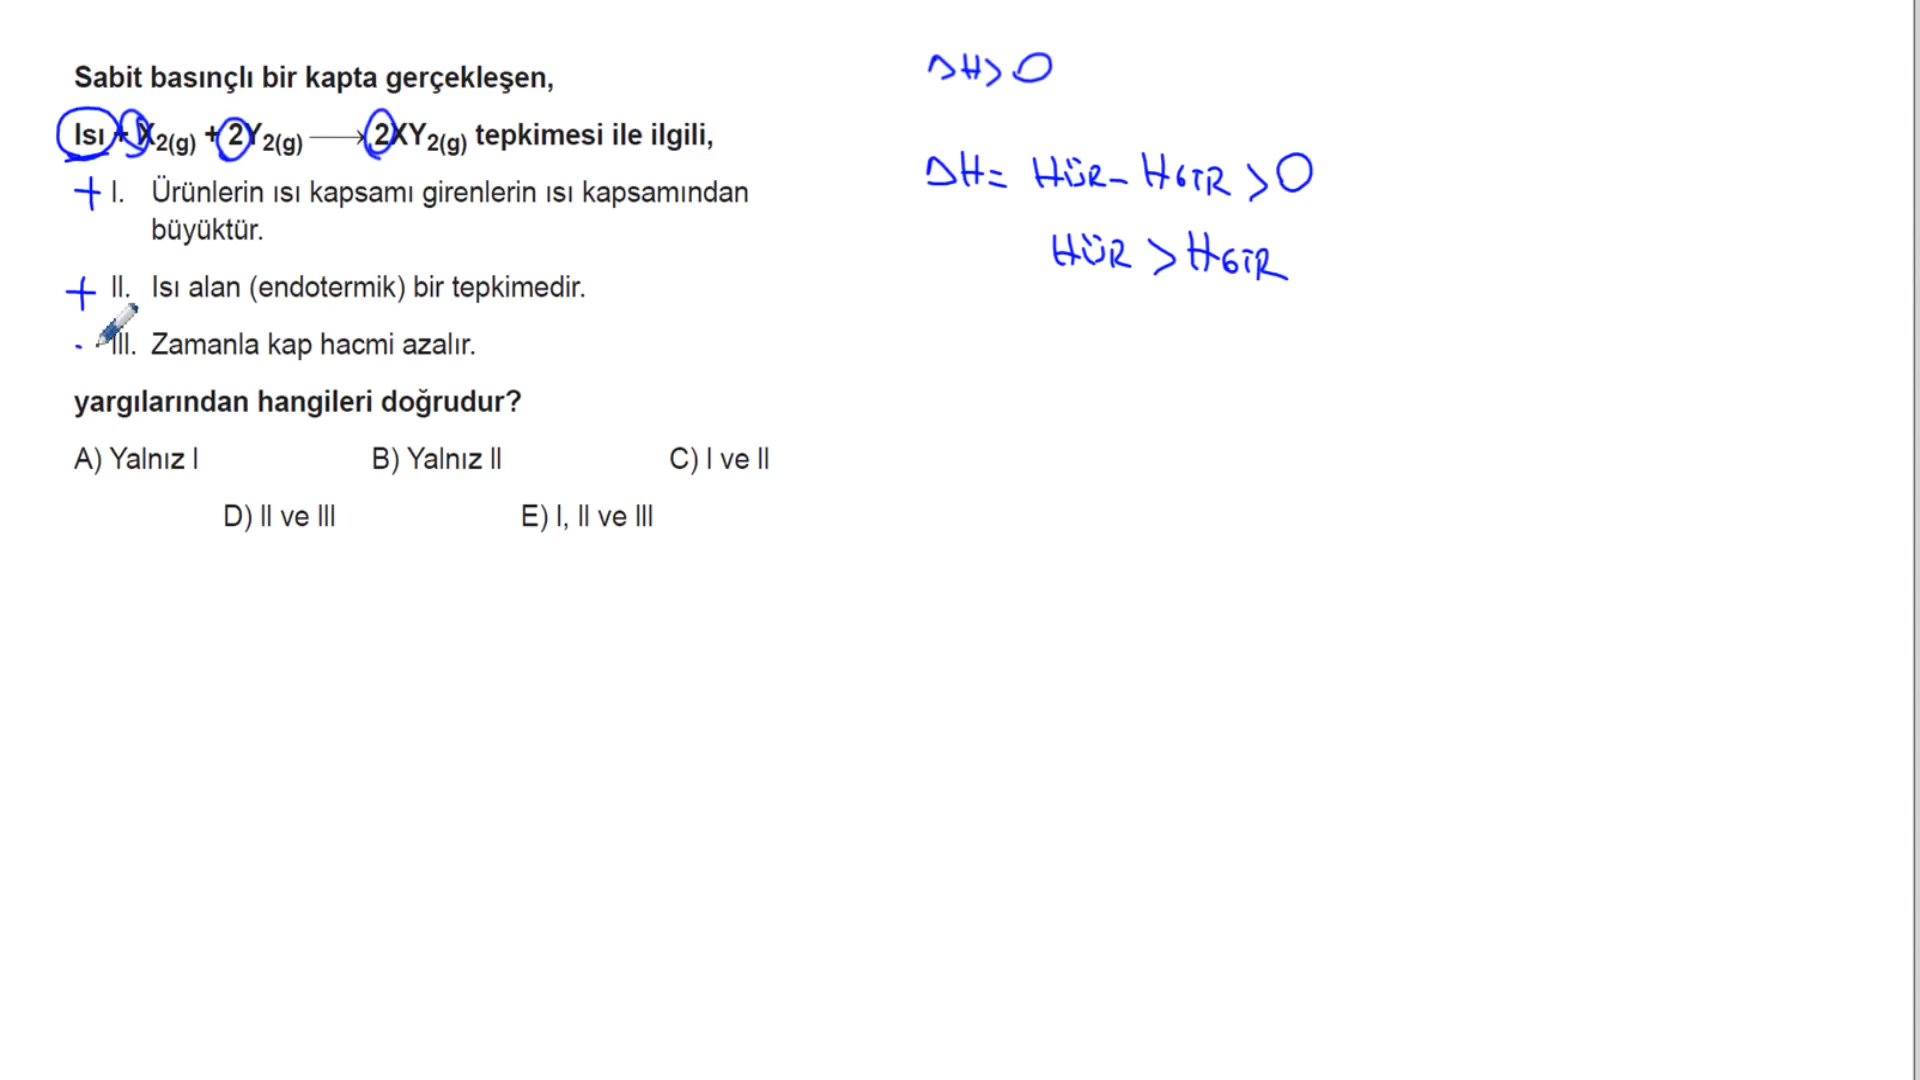 Sabit basınçlı bir kapta gerçekleşen,
Isı + X2(g) + 2Y2(g) ⟶ 2XY2(g) tepkimesi ile ilgili,
+ I. Ürünlerin ısı kapsamı girenlerin ısı kapsamından
büyüktür.
+ II. Isı alan (endotermik) bir tepkimedir.
III. Zamanla kap hacmi azalır.
yargılarından hangileri doğrudur?
A) Yalnız I B) Yalnız II C) I ve II
D) II ve III E) I, II ve III
ΔH > 0
ΔH = HÜR - HGİR > 0
HÜR > HGİR